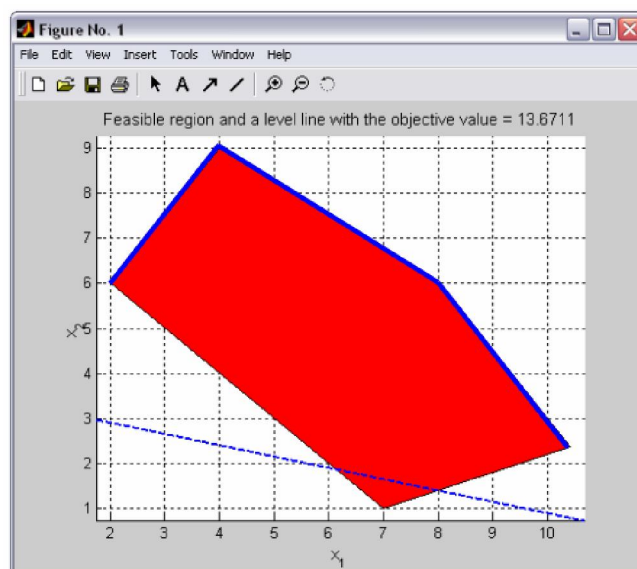 Figure No. 1
File Edit View Insert Tools Window Help
A
Feasible region and a level line with the objective value = 13.6711
9
8
7
6
5
4
3
2
1
x2
2 3 4 5 6 7 8 9 10
x1